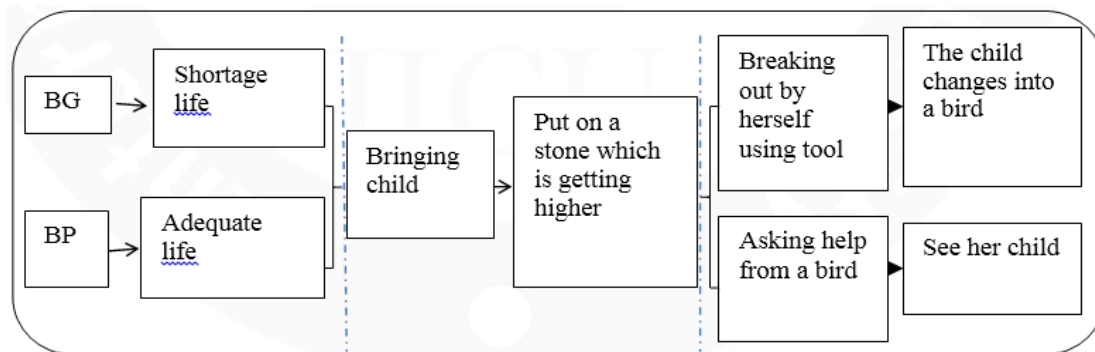 BG
Shortage
life
BP
Adequate
life
Bringing
child
Put on a
stone which
is getting
higher
Breaking
out by
herself
using tool
The child
changes into
a bird
Asking help
from a bird
See her child